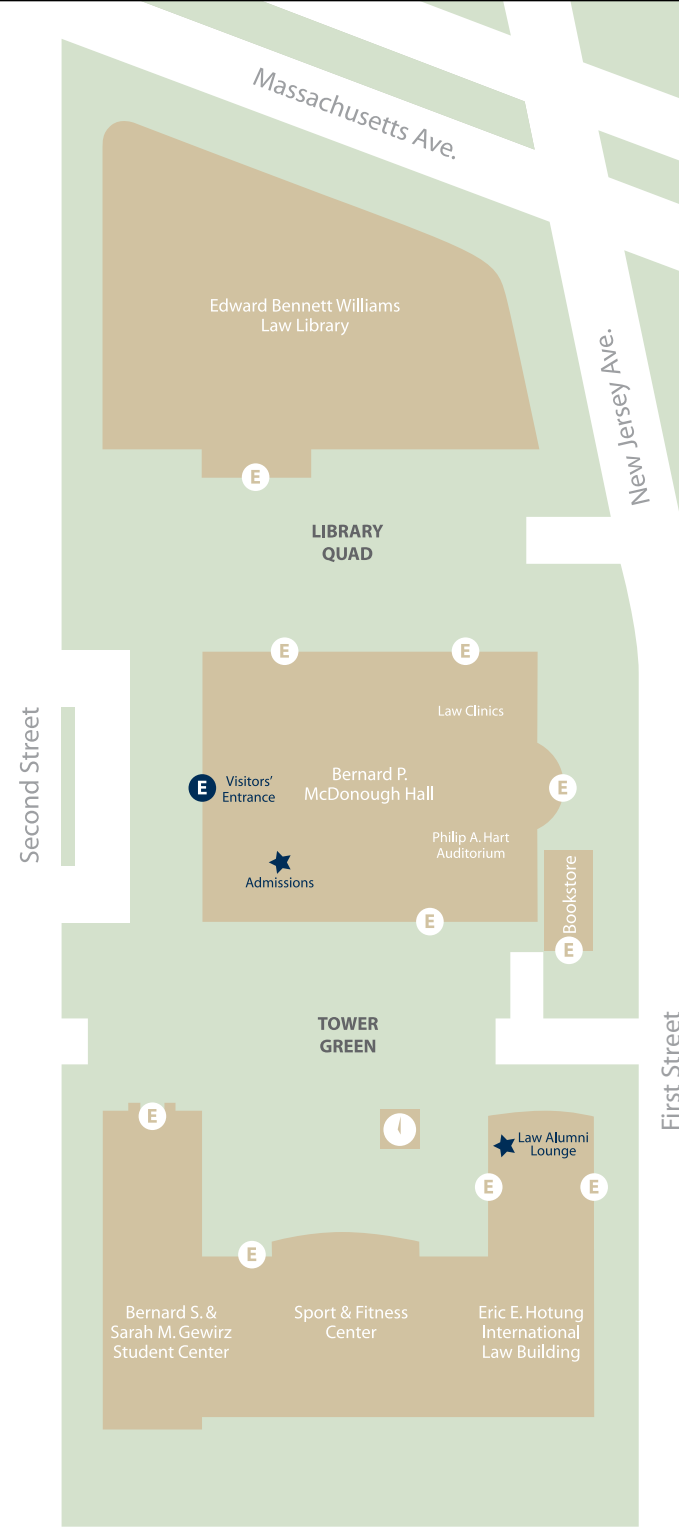 Massachusetts Ave.
Edward Bennett Williams
Law Library
New Jersey Ave.
E
LIBRARY
QUAD
E
E
Law Clinics
Second Street
E
Visitors'
Entrance
Bernard P.
McDonough Hall
E
Philip A. Hart
Auditorium
Admissions
Bookstore
E
E
TOWER
GREEN
First Street
E
Law Alumni
Lounge
E
E
E
Bernard S. &
Sarah M. Gewirz
Student Center
Sport & Fitness
Center
Eric E. Hotung
International
Law Building